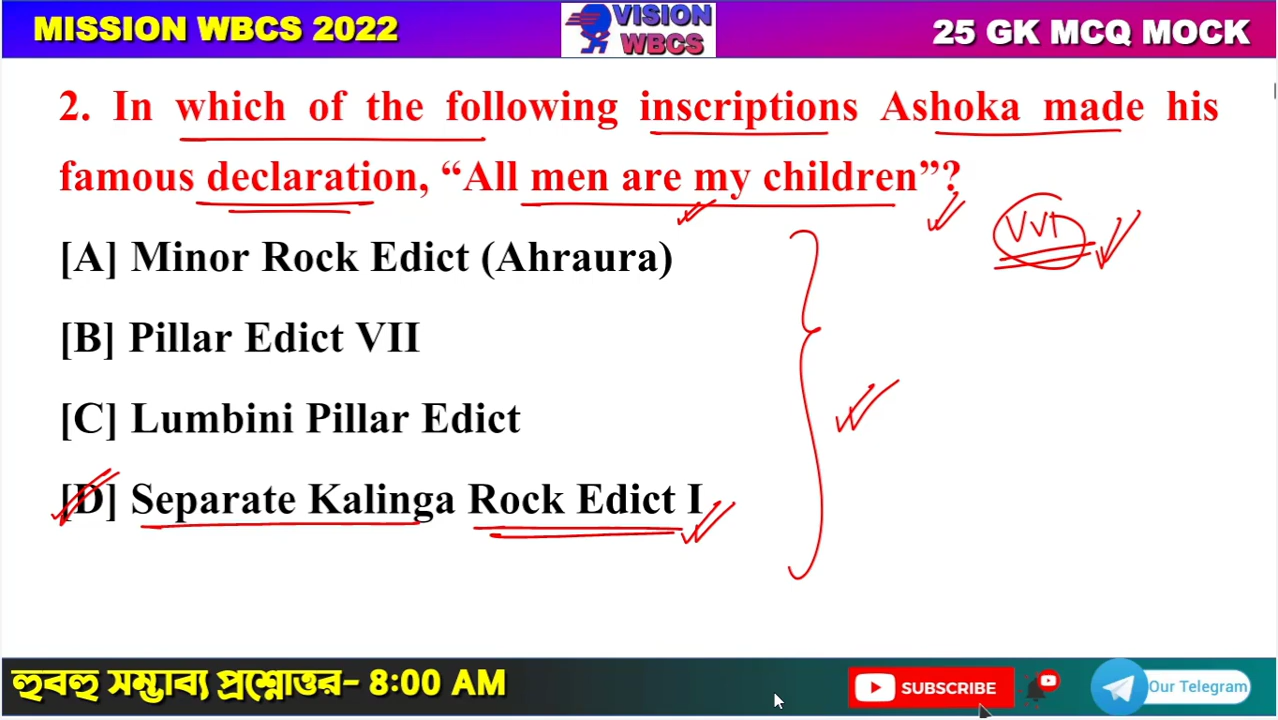 MISSION WBCS 2022
VISION
WBCS
25 GK MCQ MOCK
2. In which of the following inscriptions Ashoka made his
famous declaration, “All men are my children”?
VVI
[A] Minor Rock Edict (Ahraura)
[B] Pillar Edict VII
[C] Lumbini Pillar Edict
[D] Separate Kalinga Rock Edict I
হুবহু সম্ভাব্য প্রশ্নোত্তর- 8:00 AM
SUBSCRIBE
Our Telegram